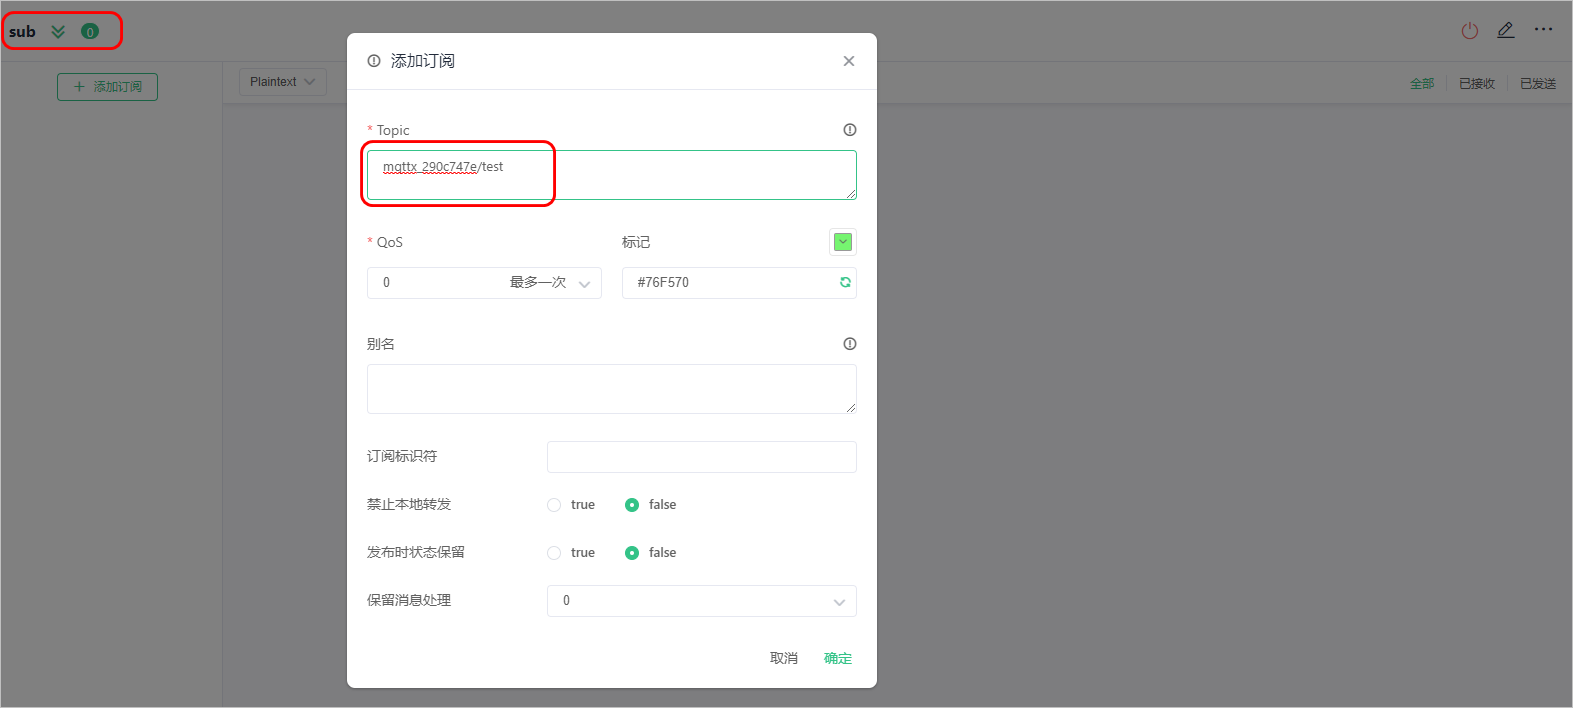 sub 0
添加订阅
Plaintext
全部 已接收 已发送
添加订阅
* Topic
mqttx_290c747e/test
* QoS 标记
0 最多一次 #76F570
别名
订阅标识符
禁止本地转发 true false
发布时状态保留 true false
保留消息处理 0
取消 确定